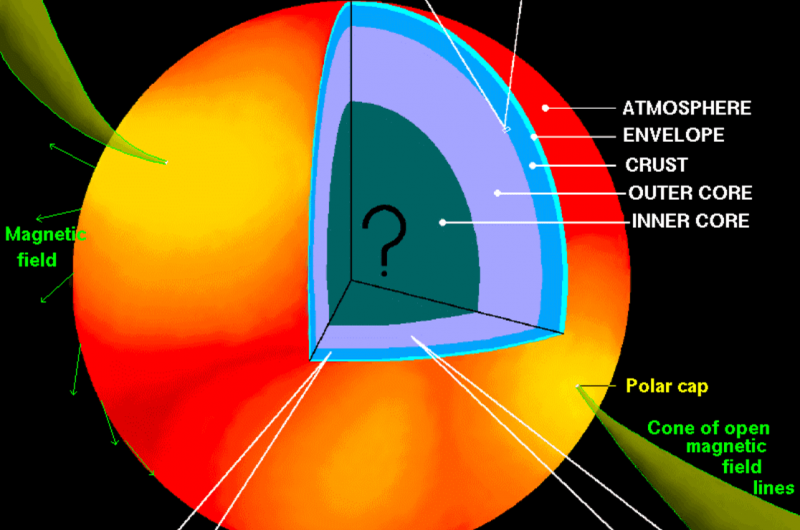 ATMOSPHERE
ENVELOPE
CRUST
OUTER CORE
INNER CORE
?
Magnetic
field
Polar cap
Cone of open
magnetic
field
lines